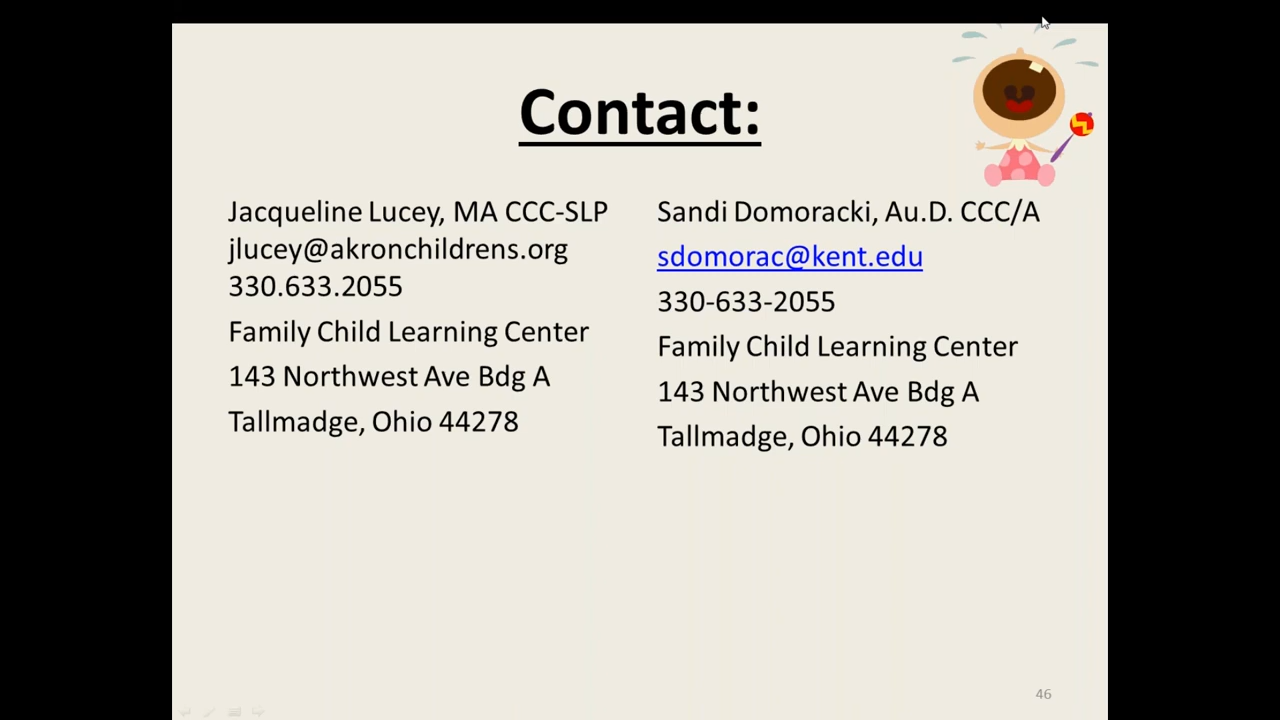 Contact:
Jacqueline Lucey, MA CCC-SLP
jlucey@akronchildrens.org
330.633.2055
Family Child Learning Center
143 Northwest Ave Bdg A
Tallmadge, Ohio 44278
Sandi Domoracki, Au.D. CCC/A
sdomorac@kent.edu
330-633-2055
Family Child Learning Center
143 Northwest Ave Bdg A
Tallmadge, Ohio 44278
46